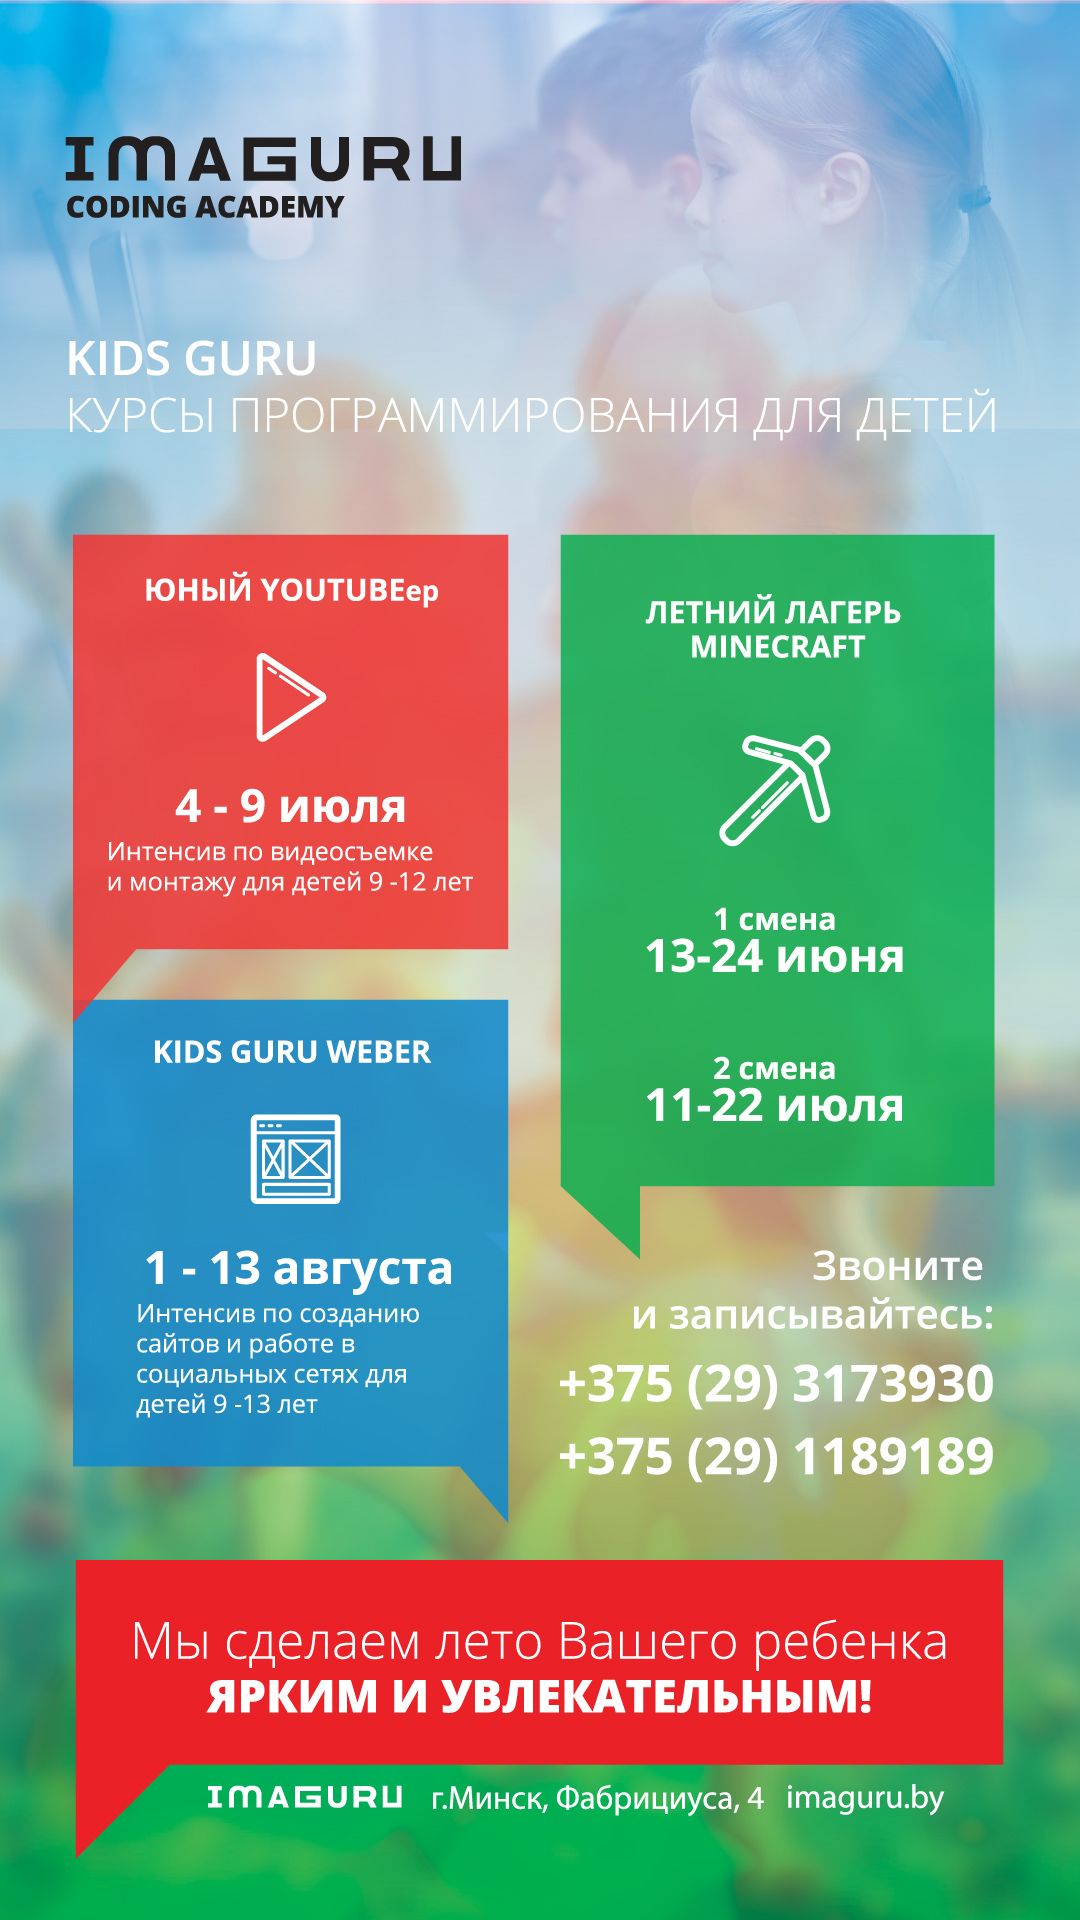 IMAGURU
CODING ACADEMY
KIDS GURU
КУРСЫ ПРОГРАММИРОВАНИЯ ДЛЯ ДЕТЕЙ
ЮНЫЙ YOUTUBEер
4 - 9 июля
Интенсив по видеосъемке
и монтажу для детей 9 -12 лет
KIDS GURU WEBER
1 - 13 августа
Интенсив по созданию
сайтов и работе в
социальных сетях для
детей 9 -13 лет
ЛЕТНИЙ ЛАГЕРЬ
MINECRAFT
1 смена
13-24 июня
2 смена
11-22 июля
Звоните
и записывайтесь:
+375 (29) 3173930
+375 (29) 1189189
Мы сделаем лето Вашего ребенка
ЯРКИМ И УВЛЕКАТЕЛЬНЫМ!
IMAGURU г.Минск, Фабрициуса, 4 imaguru.by